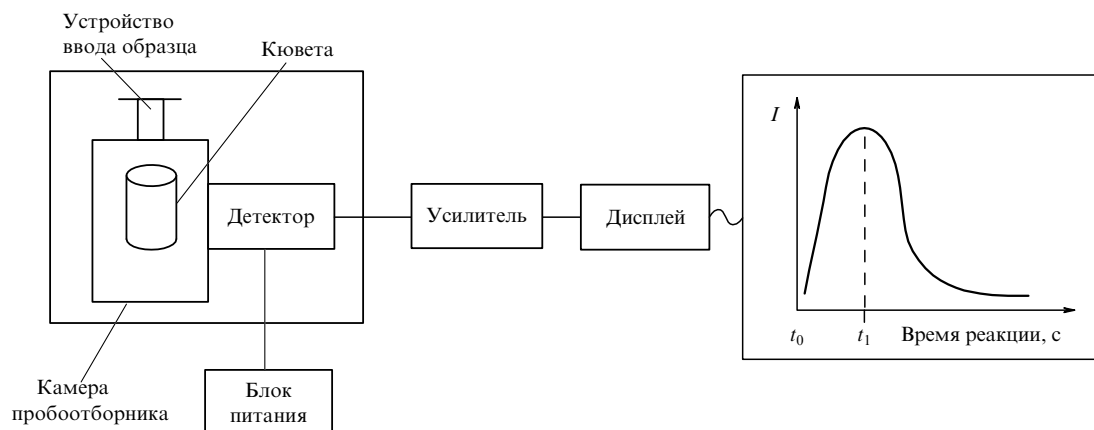 Устройство
ввода образца
Кювета
Детектор
Усилитель
Дисплей
Камера
пробоотборника
Блок
питания
I
t0
t1
Время реакции, с